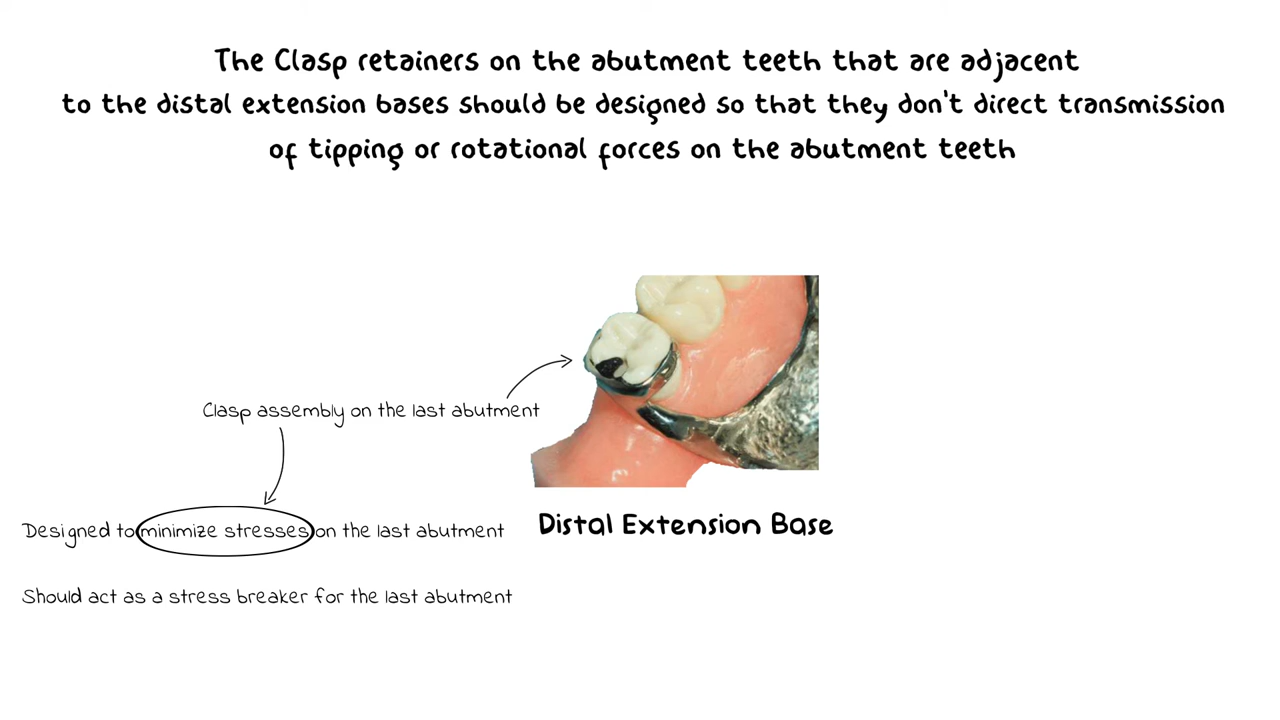 The Clasp retainers on the abutment teeth that are adjacent
to the distal extension bases should be designed so that they don't direct transmission
of tipping or rotational forces on the abutment teeth
Clasp assembly on the last abutment
Designed to minimize stresses on the last abutment
Distal Extension Base
Should act as a stress breaker for the last abutment